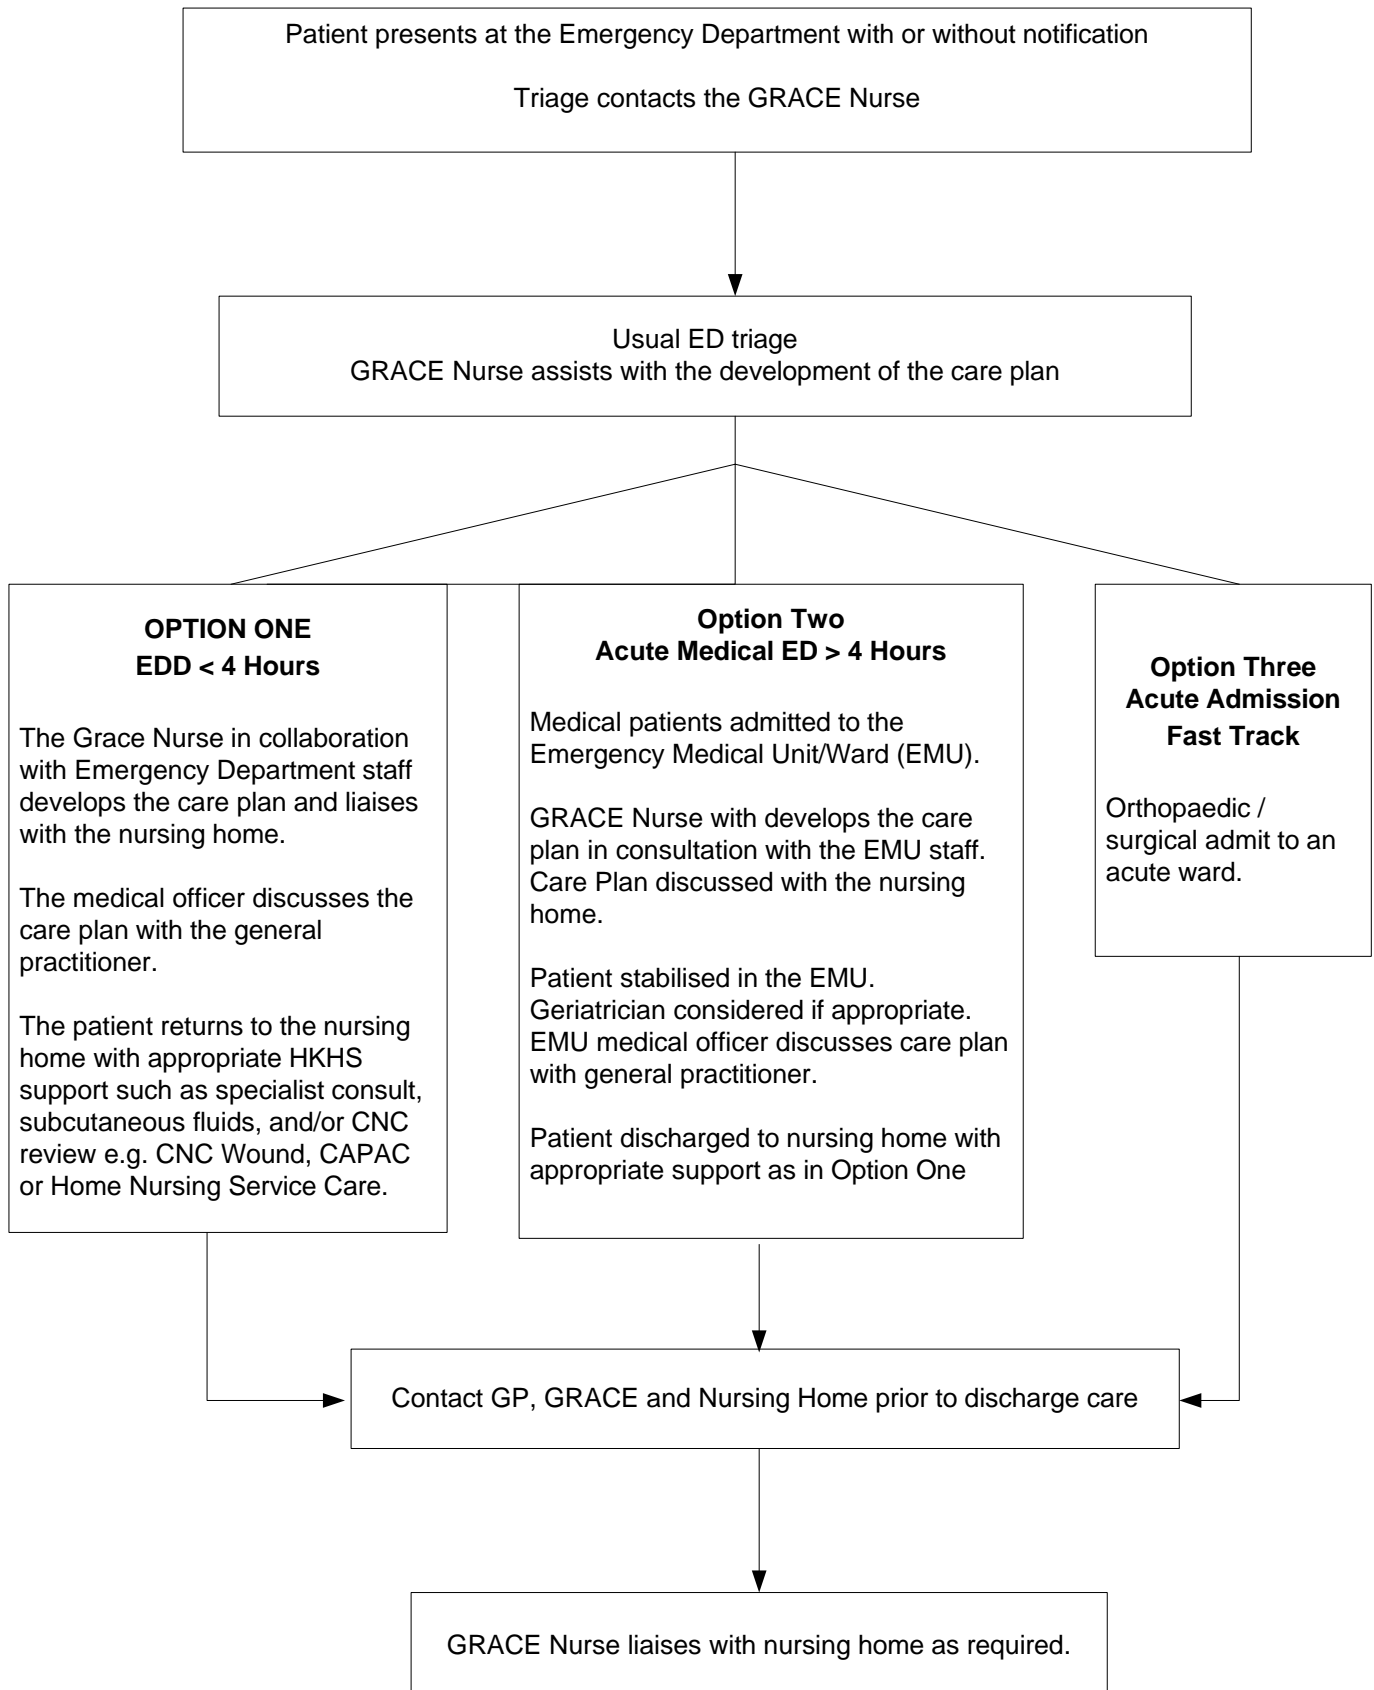 Patient presents at the Emergency Department with or without notification
Triage contacts the GRACE Nurse
Usual ED triage
GRACE Nurse assists with the development of the care plan
OPTION ONE
EDD < 4 Hours
The Grace Nurse in collaboration
with Emergency Department staff
develops the care plan and liaises
with the nursing home.
The medical officer discusses the
care plan with the general
practitioner.
The patient returns to the nursing
home with appropriate HKHS
support such as specialist consult,
subcutaneous fluids, and/or CNC
review e.g. CNC Wound, CAPAC
or Home Nursing Service Care.
Option Two
Acute Medical ED > 4 Hours
Medical patients admitted to the
Emergency Medical Unit/Ward (EMU).
GRACE Nurse with develops the care
plan in consultation with the EMU staff.
Care Plan discussed with the nursing
home.
Patient stabilised in the EMU.
Geriatrician considered if appropriate.
EMU medical officer discusses care plan
with general practitioner.
Patient discharged to nursing home with
appropriate support as in Option One
Option Three
Acute Admission
Fast Track
Orthopaedic /
surgical admit to an
acute ward.
Contact GP, GRACE and Nursing Home prior to discharge care
GRACE Nurse liaises with nursing home as required.